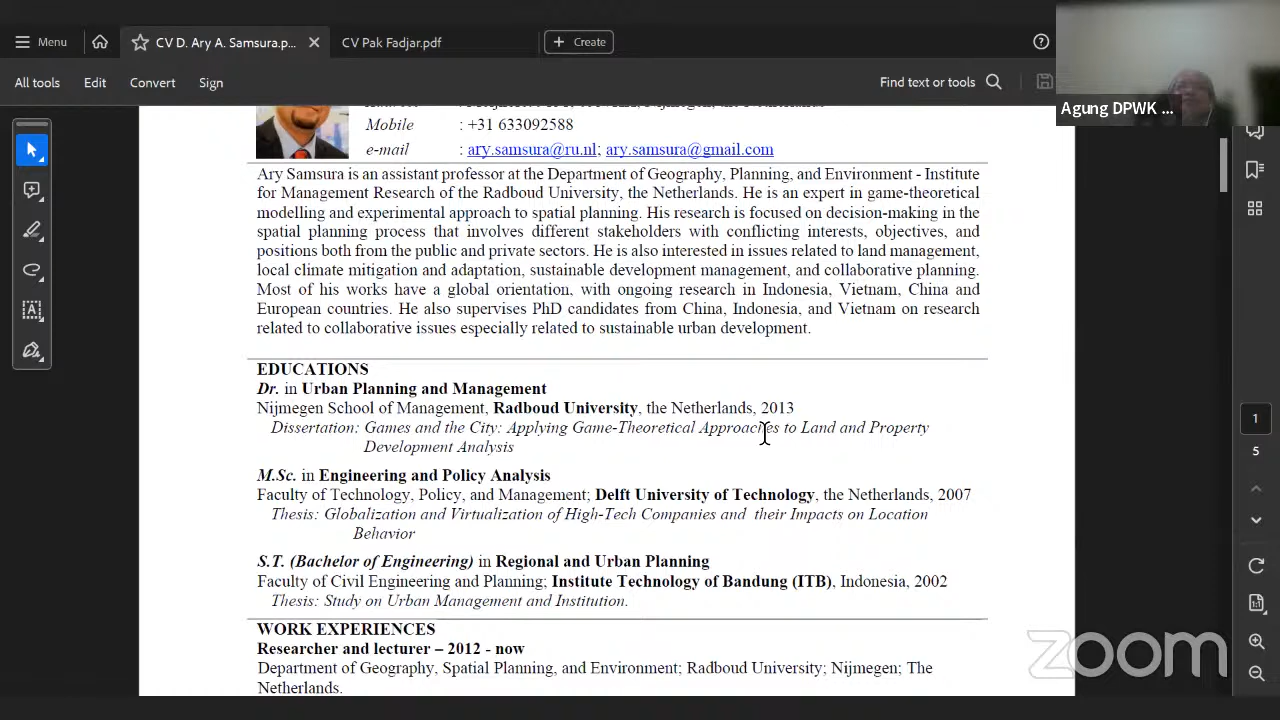 Menu
CV D. Ary A. Samsura.p...
CV Pak Fadjar.pdf
Create
All tools
Edit
Convert
Sign
Find text or tools
Agung DPWK ...
Mobile : +31 633092588
e-mail : ary.samsura@ru.nl; ary.samsura@gmail.com
Ary Samsura is an assistant professor at the Department of Geography, Planning, and Environment - Institute
for Management Research of the Radboud University, the Netherlands. He is an expert in game-theoretical
modelling and experimental approach to spatial planning. His research is focused on decision-making in the
spatial planning process that involves different stakeholders with conflicting interests, objectives, and
positions both from the public and private sectors. He is also interested in issues related to land management,
local climate mitigation and adaptation, sustainable development management, and collaborative planning.
Most of his works have a global orientation, with ongoing research in Indonesia, Vietnam, China and
European countries. He also supervises PhD candidates from China, Indonesia, and Vietnam on research
related to collaborative issues especially related to sustainable urban development.
EDUCATIONS
Dr. in Urban Planning and Management
Nijmegen School of Management, Radboud University, the Netherlands, 2013
Dissertation: Games and the City: Applying Game-Theoretical Approaches to Land and Property
Development Analysis
M.Sc. in Engineering and Policy Analysis
Faculty of Technology, Policy, and Management; Delft University of Technology, the Netherlands, 2007
Thesis: Globalization and Virtualization of High-Tech Companies and their Impacts on Location
Behavior
S.T. (Bachelor of Engineering) in Regional and Urban Planning
Faculty of Civil Engineering and Planning; Institute Technology of Bandung (ITB), Indonesia, 2002
Thesis: Study on Urban Management and Institution.
WORK EXPERIENCES
Researcher and lecturer – 2012 - now
Department of Geography, Spatial Planning, and Environment; Radboud University; Nijmegen; The
Netherlands.
1
5
1:1
zoom